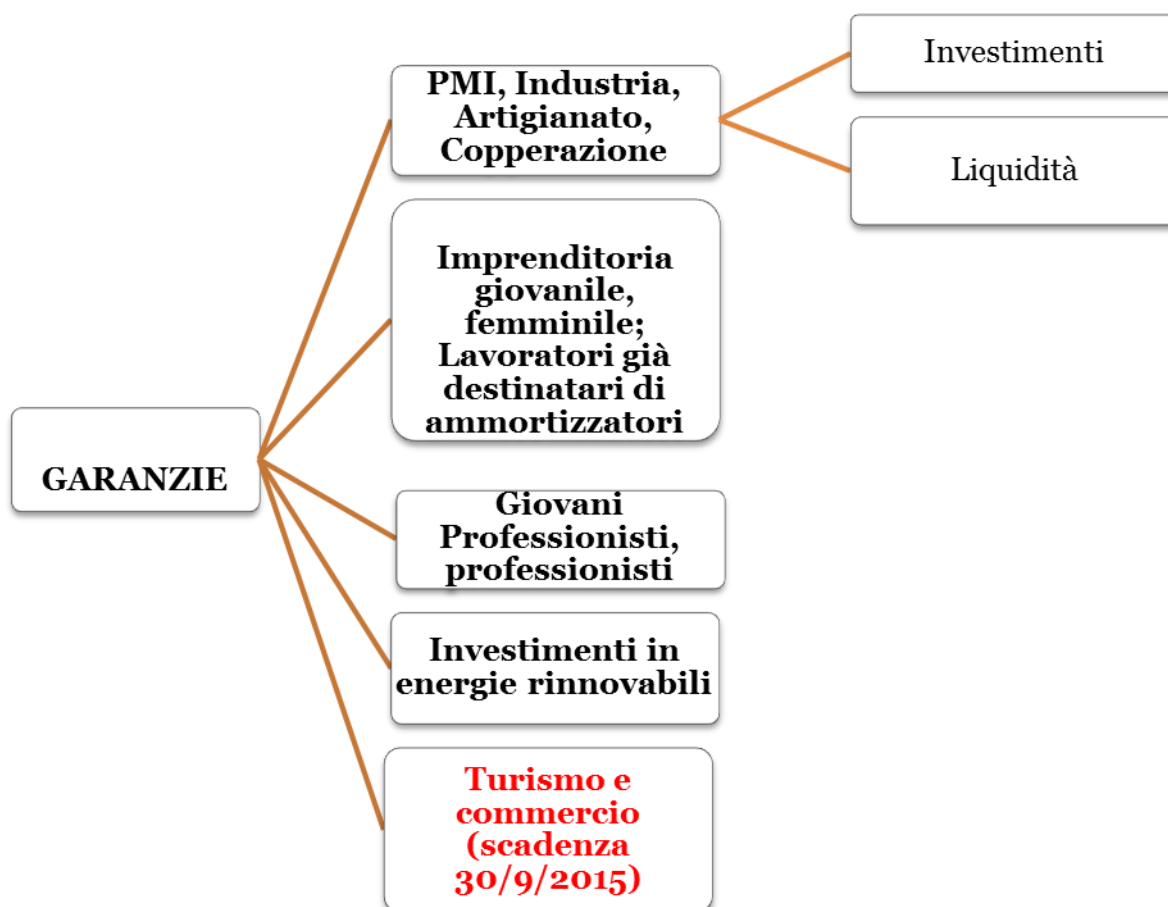 GARANZIE
PMI, Industria,
Artigianato,
Copperazione
Investimenti
Liquidità
Imprenditoria
giovanile,
femminile;
Lavoratori già
destinatari di
ammortizzatori
Giovani
Professionisti,
professionisti
Investimenti in
energie rinnovabili
Turismo e
commercio
(scadenza
30/9/2015)